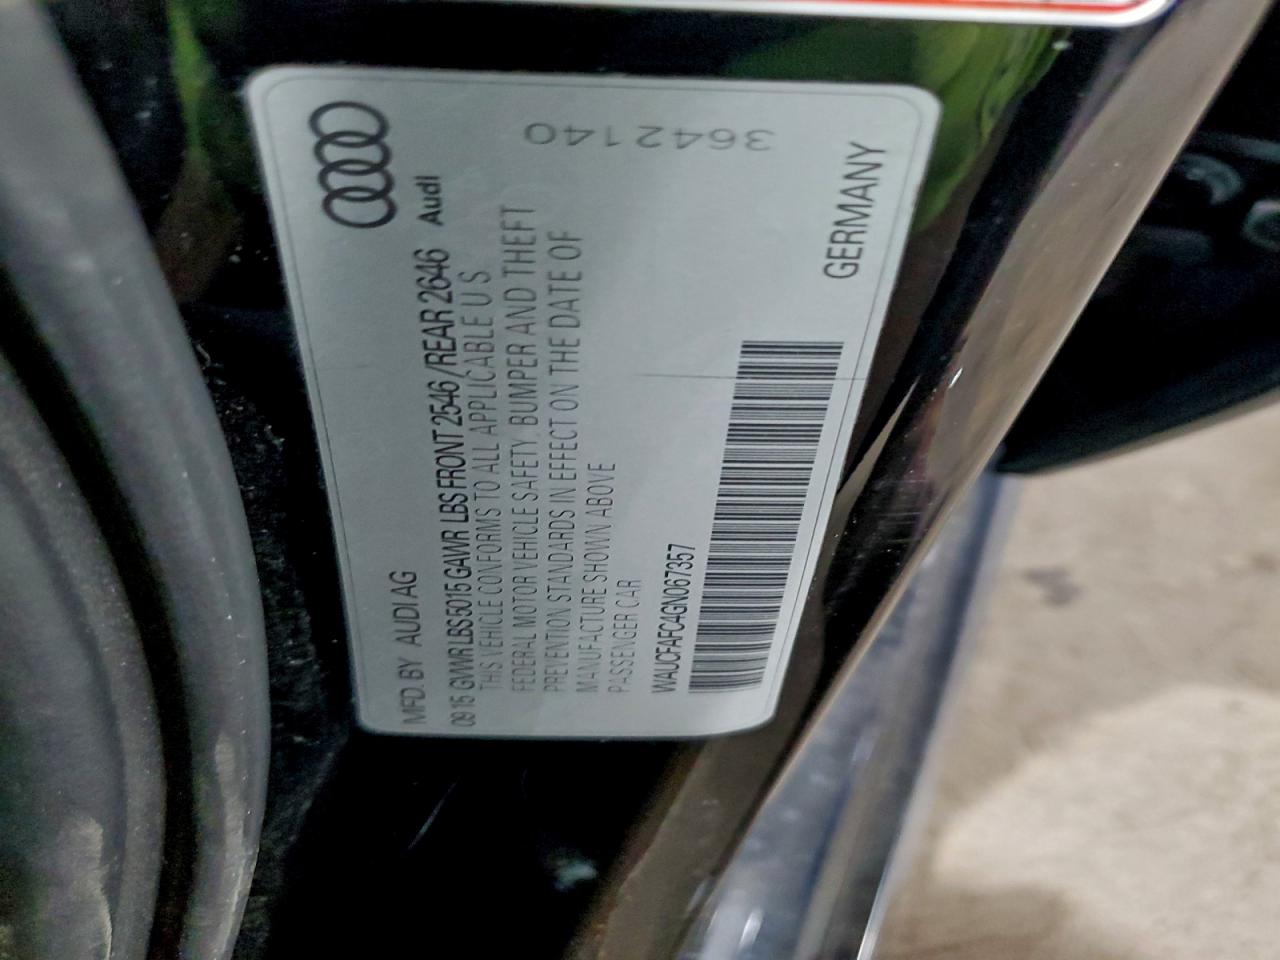 Audi
MFD. BY AUDI AG
09 15 GVWR LBS 5015 GAWR LBS FRONT 2546 / REAR 2646
THIS VEHICLE CONFORMS TO ALL APPLICABLE U S
FEDERAL MOTOR VEHICLE SAFETY, BUMPER AND THEFT
PREVENTION STANDARDS IN EFFECT ON THE DATE OF
MANUFACTURE SHOWN ABOVE
PASSENGER CAR
WAUCFAFC4GN067357
GERMANY
3642140